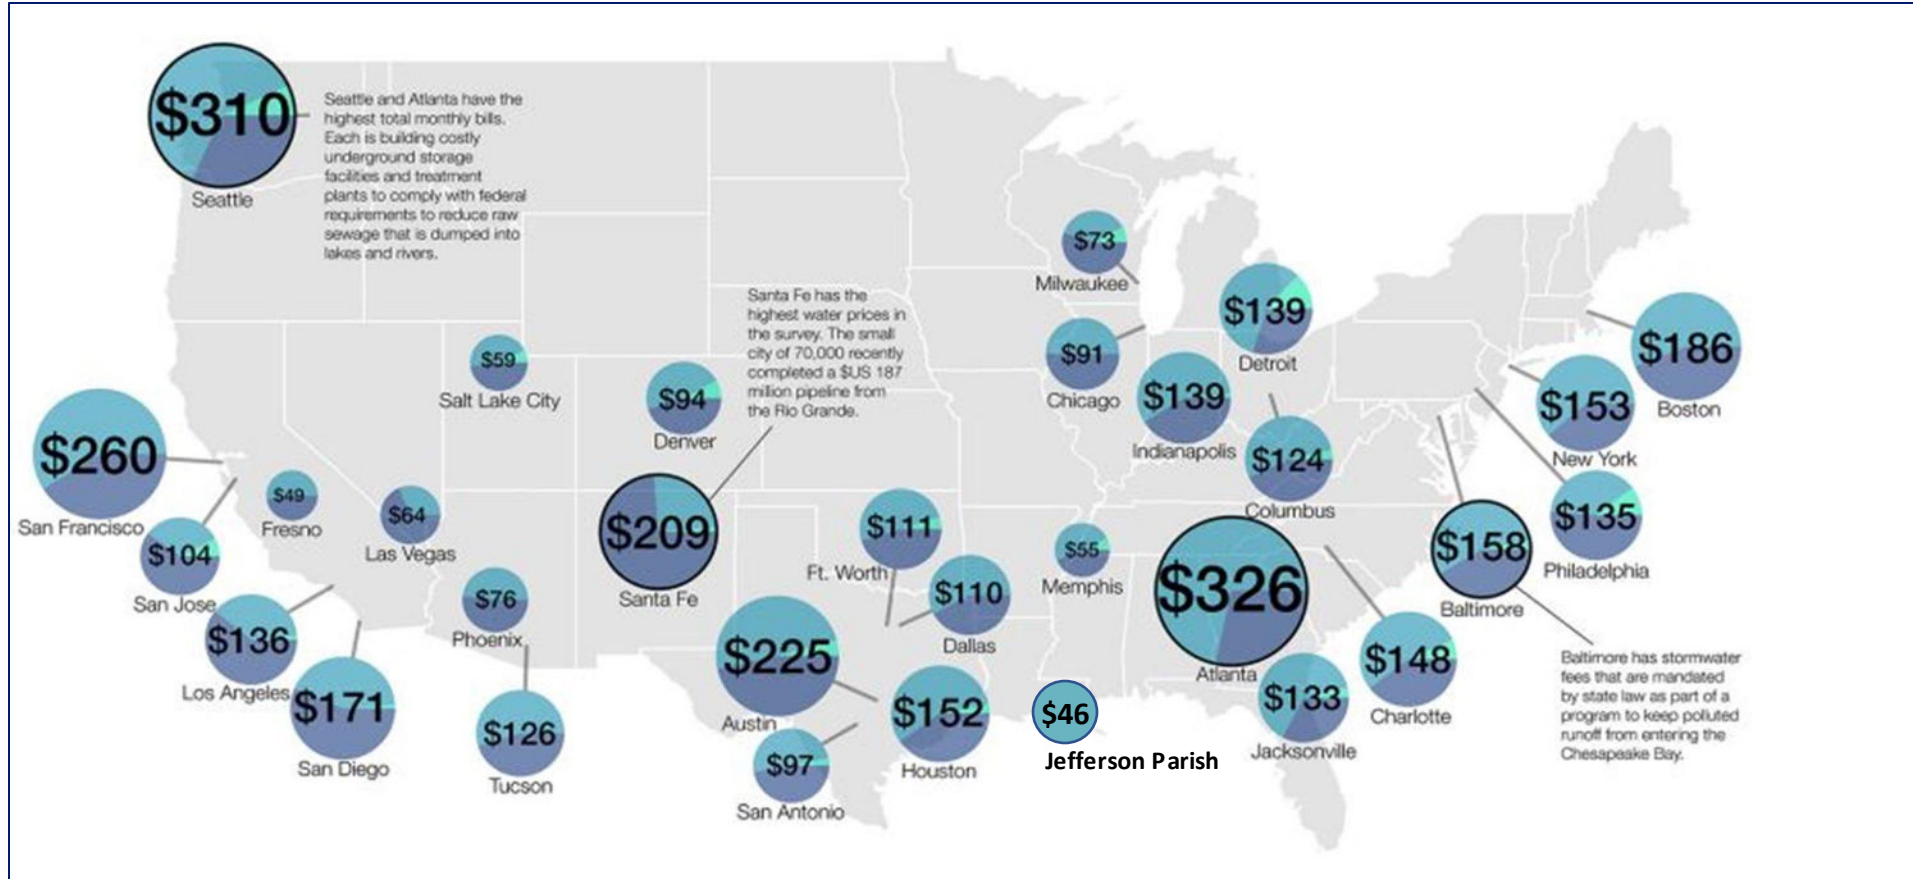 $310
Seattle
Seattle and Atlanta have the
highest total monthly bills.
Each is building costly
underground storage
facilities and treatment
plants to comply with federal
requirements to reduce raw
sewage that is dumped into
lakes and rivers.
$73
Milwaukee
$139
Detroit
Santa Fe has the
highest water prices in
the survey. The small
city of 70,000 recently
completed a $US 187
million pipeline from
the Rio Grande.
$59
Salt Lake City
$94
Denver
$91
Chicago
$139
Indianapolis
$186
Boston
$153
New York
$260
San Francisco
$49
Fresno
$64
Las Vegas
$104
San Jose
$209
Santa Fe
$111
Ft. Worth
$124
Columbus
$135
Philadelphia
$158
Baltimore
$55
Memphis
$326
Atlanta
$76
Phoenix
$110
Dallas
$136
Los Angeles
$171
San Diego
$126
Tucson
$225
Austin
$97
San Antonio
$152
Houston
$46
Jefferson Parish
$133
Jacksonville
$148
Charlotte
Baltimore has stormwater
fees that are mandated
by state law as part of a
program to keep polluted
runoff from entering the
Chesapeake Bay.